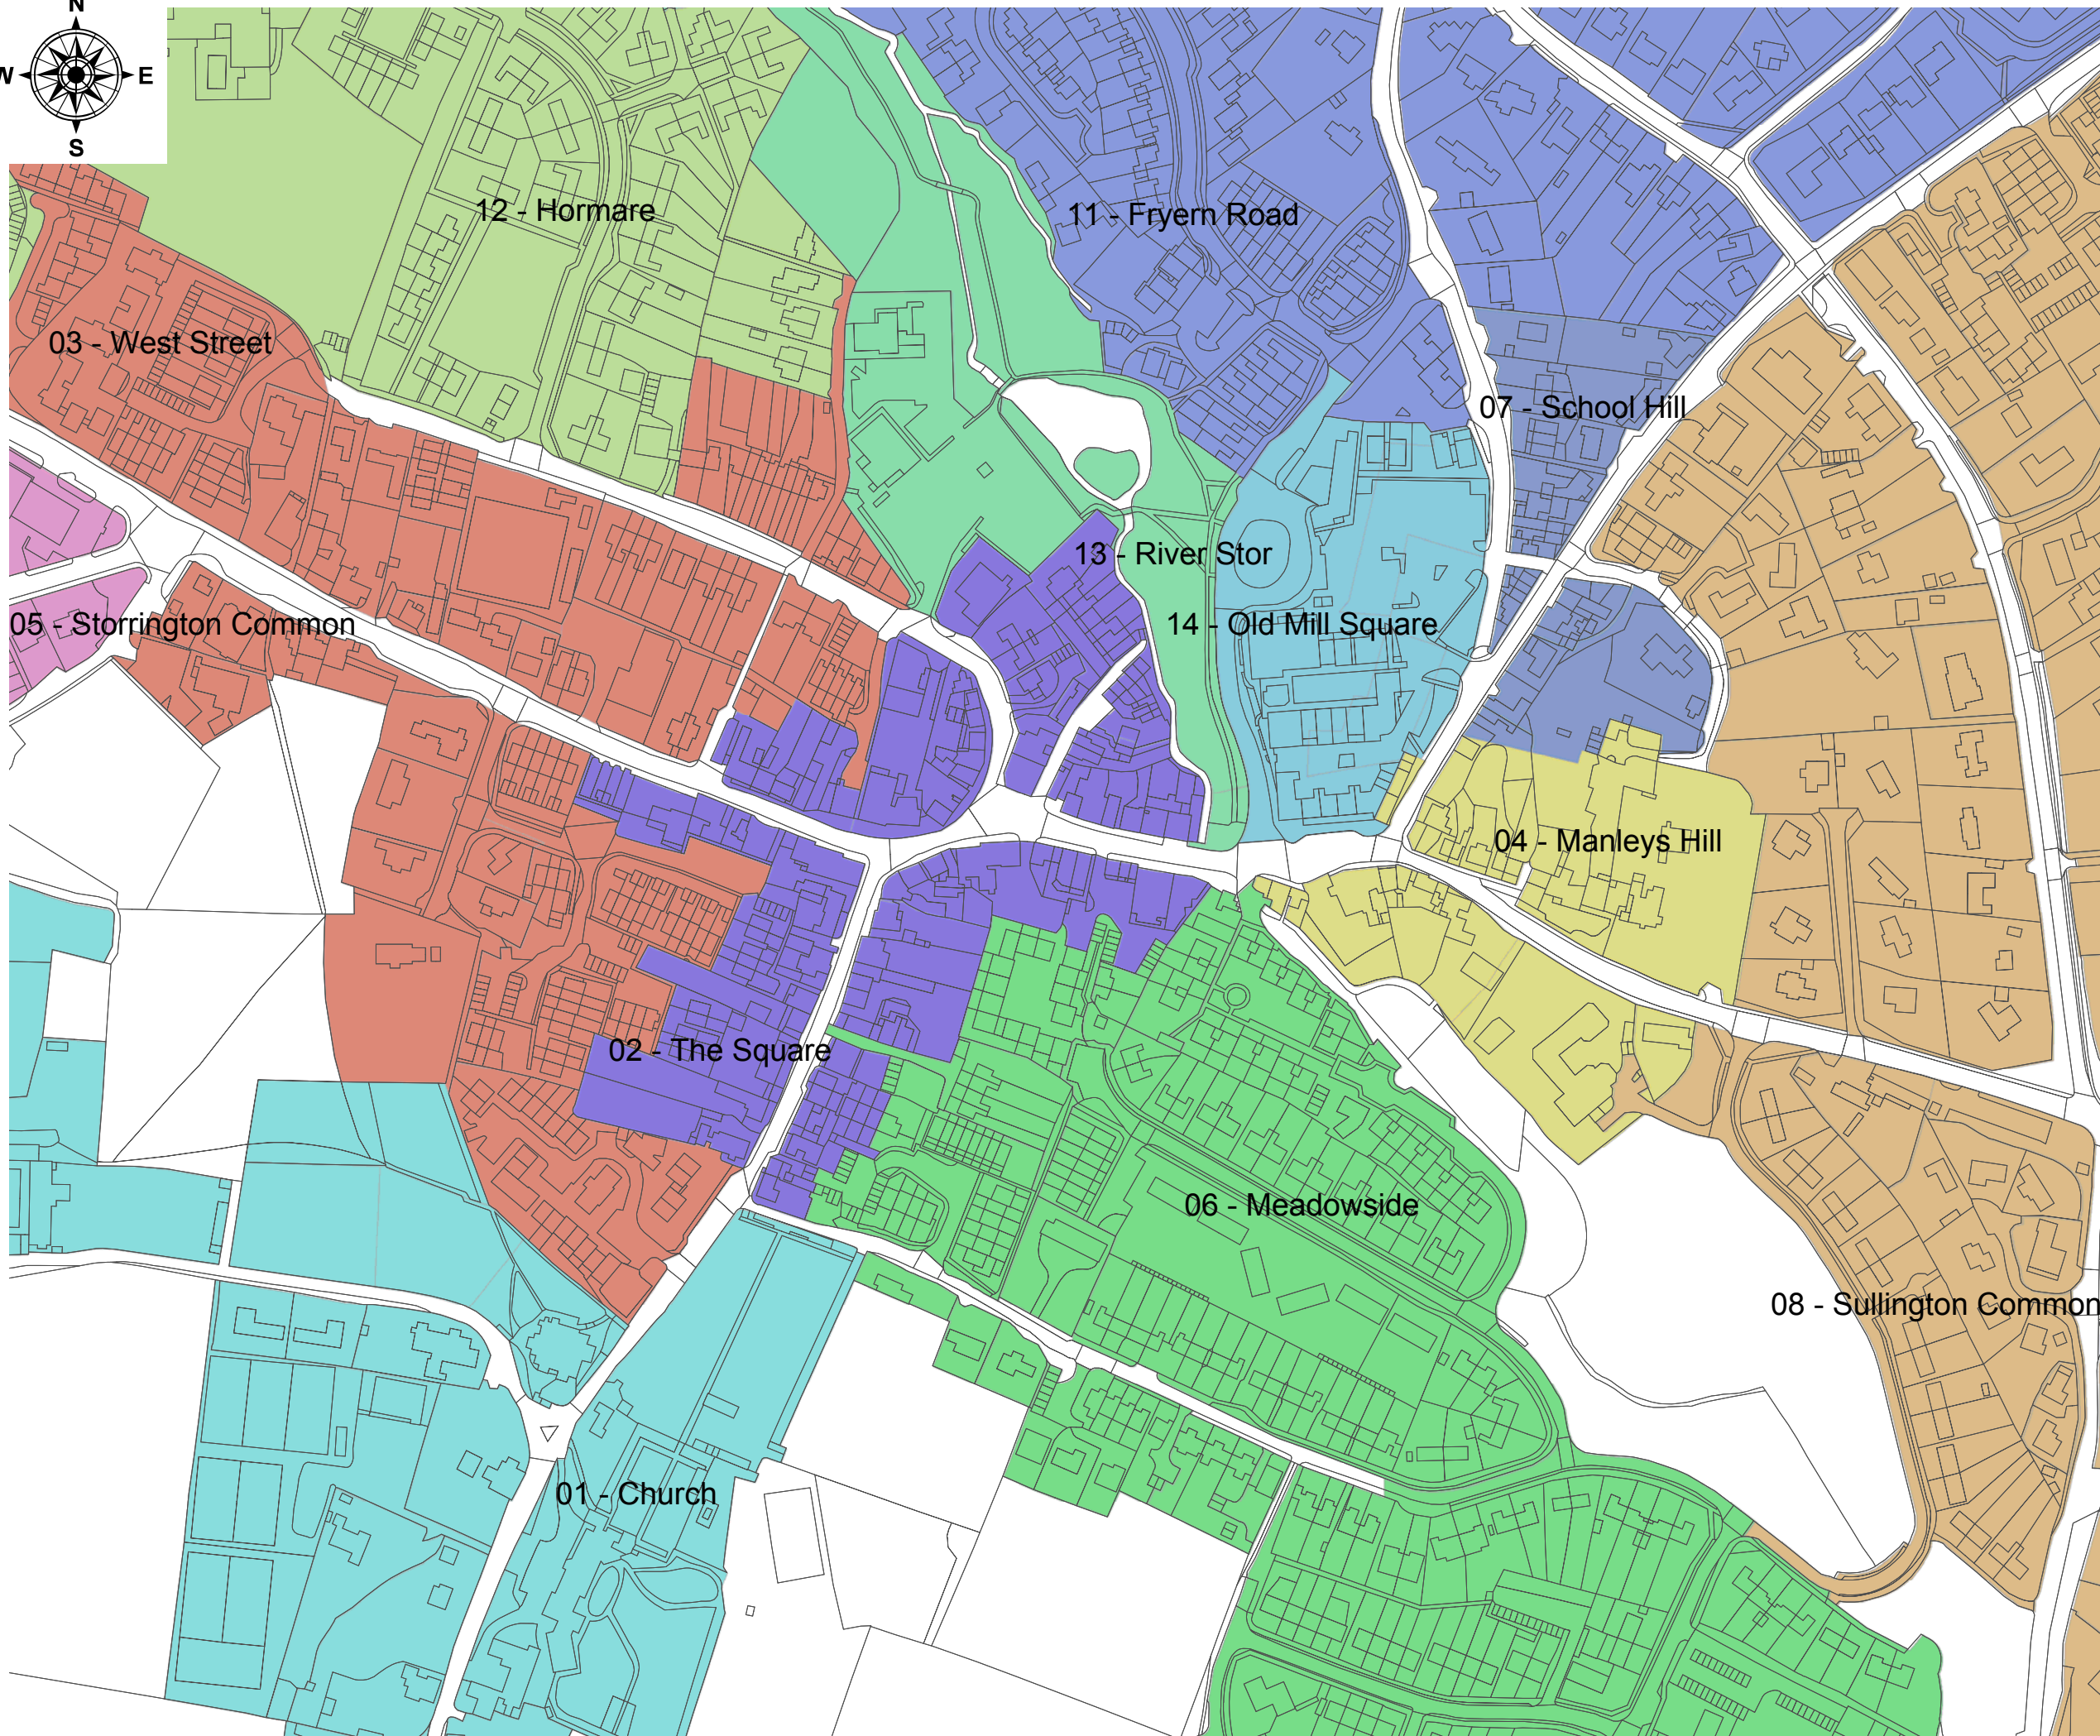 N
W
E
S
12 - Hormare
11 - Fryern Road
03 - West Street
07 - School Hill
13 - River Stor
05 - Storrington Common
14 - Old Mill Square
04 - Manleys Hill
02 - The Square
06 - Meadowside
08 - Sullington Common
01 - Church